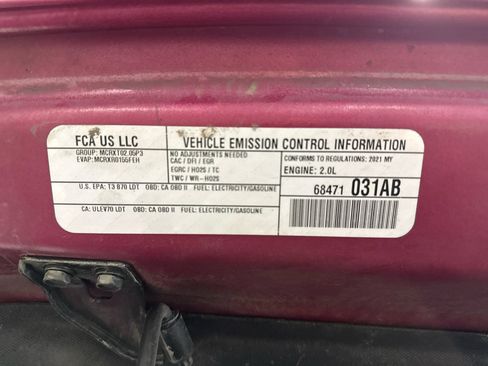 FCA US LLC
GROUP: MCRXT02.05P3
EVAP: MCRXR0155FEH
VEHICLE EMISSION CONTROL INFORMATION
NO ADJUSTMENTS NEEDED
CAC / DFI / EGR
EGRC / HO2S / TC
TWC / WR-HO2S
CONFORMS TO REGULATIONS: 2021 MY
ENGINE: 2.0L
U.S. EPA: T3 B70 LDT OBD: CA OBD II FUEL: ELECTRICITY/GASOLINE
68471 031AB
CA: ULEV70 LDT OBD: CA OBD II FUEL: ELECTRICITY/GASOLINE